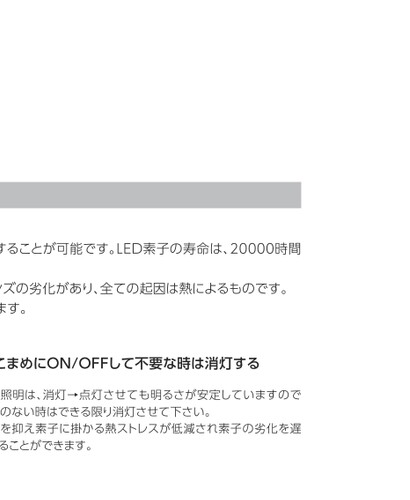 することが可能です。LED素子の寿命は、20000時間
ズの劣化があり、全ての起因は熱によるものです。
ます。
こまめにON/OFFして不要な時は消灯する
照明は、消灯→点灯させても明るさが安定していますので
のない時はできる限り消灯させて下さい。
を抑え素子に掛かる熱ストレスが低減され素子の劣化を遅
ることができます。